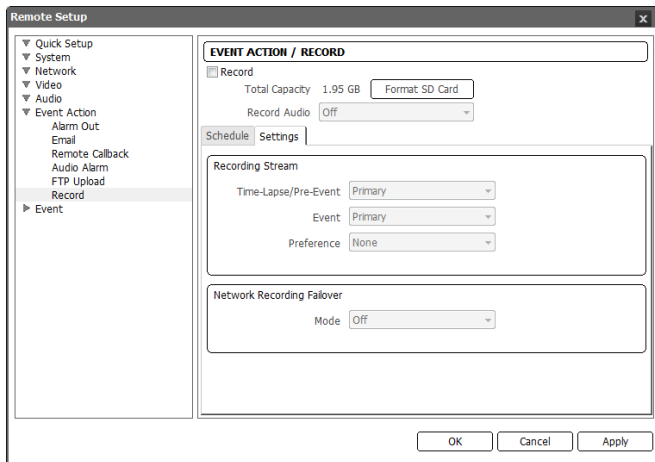 Remote Setup
x
Quick Setup
System
Network
Video
Audio
Event Action
Alarm Out
Email
Remote Callback
Audio Alarm
FTP Upload
Record
Event
EVENT ACTION / RECORD
Record
Total Capacity 1.95 GB Format SD Card
Record Audio Off
Schedule Settings
Recording Stream
Time-Lapse/Pre-Event Primary
Event Primary
Preference None
Network Recording Failover
Mode Off
OK Cancel Apply